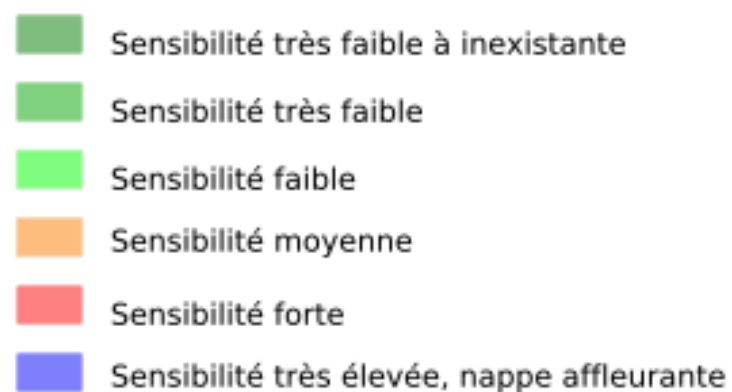 Sensibilité très faible à inexistante
Sensibilité très faible
Sensibilité faible
Sensibilité moyenne
Sensibilité forte
Sensibilité très élevée, nappe affleurante